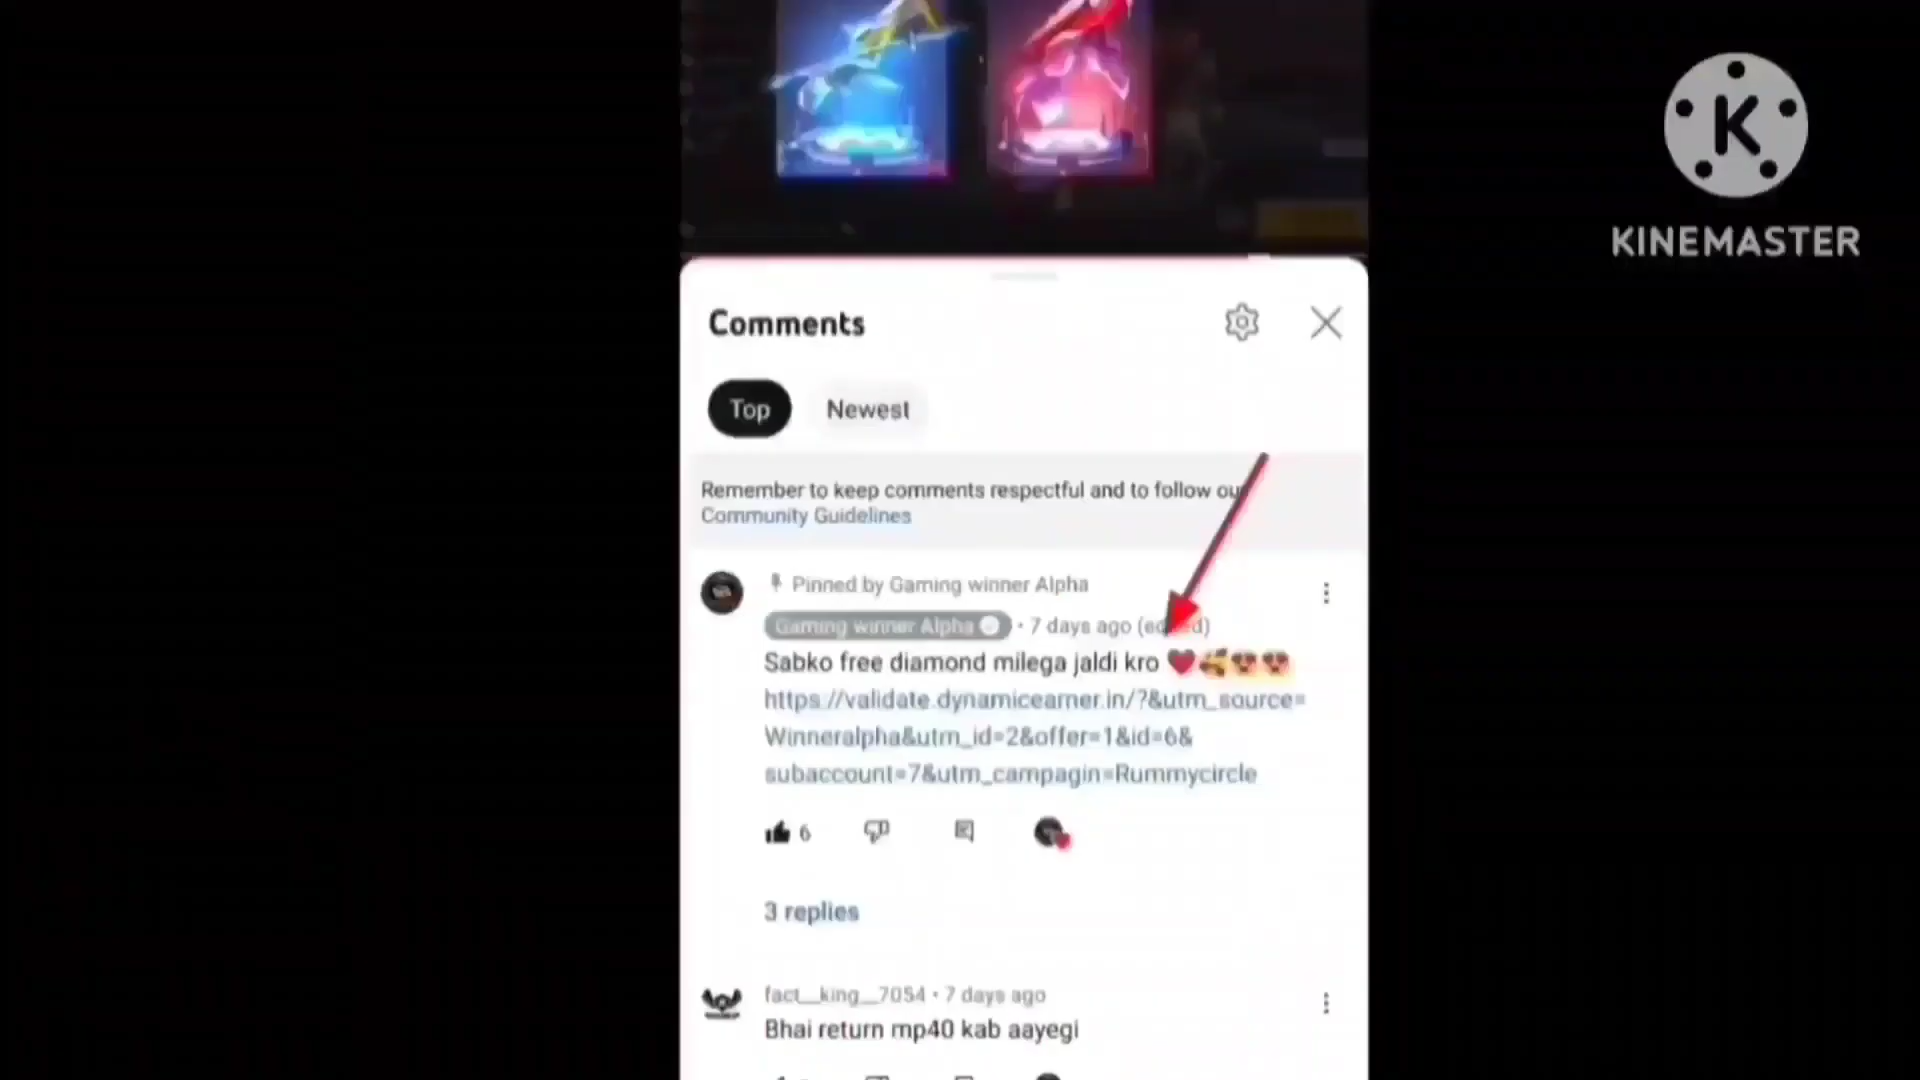 K
KINEMASTER
Comments
Top
Newest
Remember to keep comments respectful and to follow our
Community Guidelines
Pinned by Gaming winner Alpha
Gaming winner Alpha • 7 days ago (edited)
Sabko free diamond milega jaldi kro ❤️🥰😍😍
https://validate.dynamicearner.in/?&utm_source=
Winneralpha&utm_id=2&offer=1&id=6&
subaccount=7&utm_campagin=Rummycircle
6
3 replies
fact__king__7054 • 7 days ago
Bhai return mp40 kab aayegi